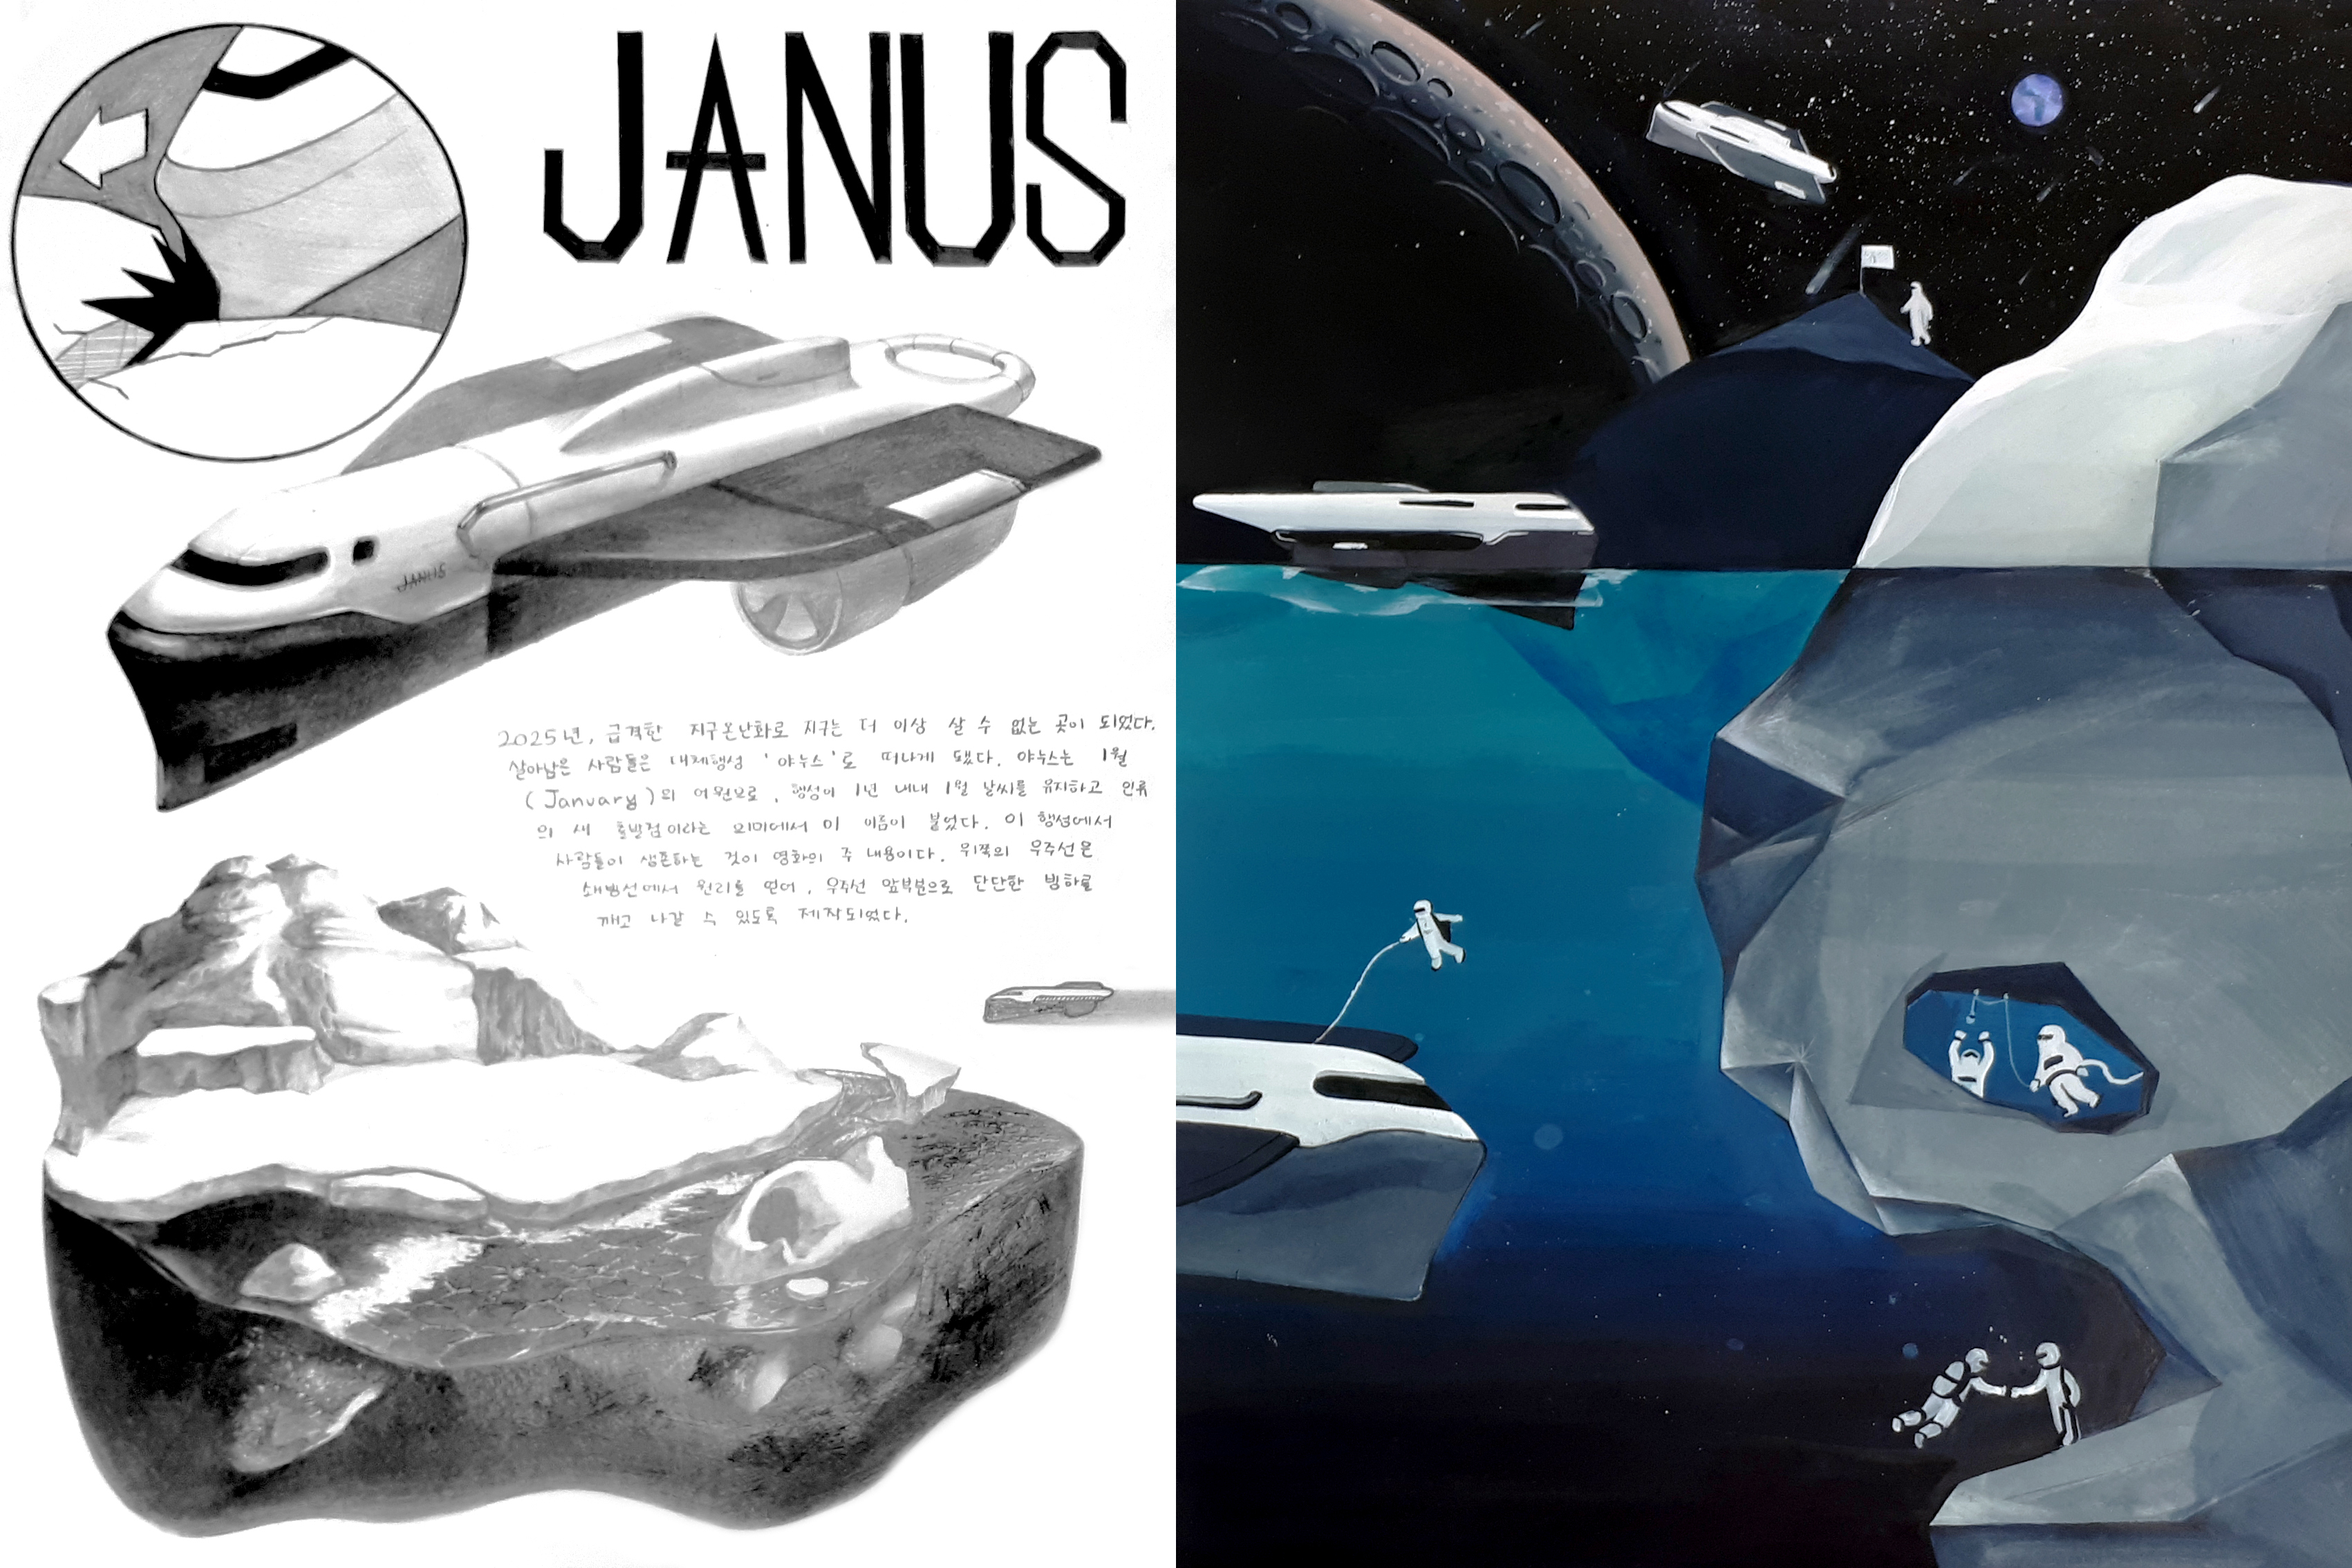 JANUS
JANUS
2025년, 급격한 지구온난화로 지구는 더 이상 살 수 없는 곳이 되었다.
살아남은 사람들은 대체행성 '야누스'로 떠나게 됐다. 야누스는 1월
(January)의 어원으로, 행성이 1년 내내 1월 날씨를 유지하고 인류
의 새 출발점이라는 의미에서 이 이름이 붙었다. 이 행성에서
사람들이 생존하는 것이 영화의 주 내용이다. 위쪽의 우주선은
쇄빙선에서 원리를 얻어, 우주선 앞부분으로 단단한 빙하를
깨고 나갈 수 있도록 제작되었다.